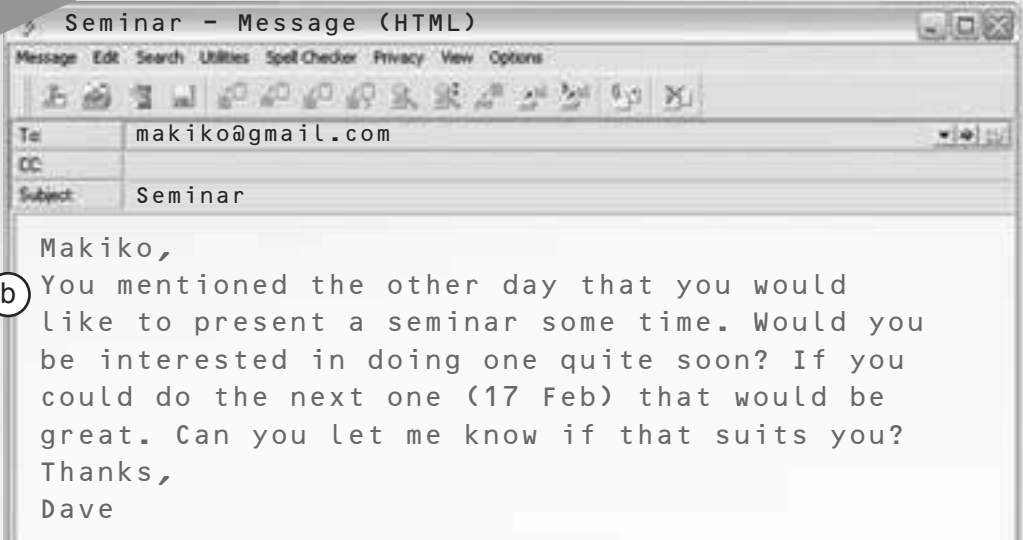 Seminar - Message (HTML)
Message Edit Search Utilities Spell Checker Privacy View Options
To: makiko@gmail.com
CC:
Subject: Seminar
Makiko,
b
You mentioned the other day that you would
like to present a seminar some time. Would you
be interested in doing one quite soon? If you
could do the next one (17 Feb) that would be
great. Can you let me know if that suits you?
Thanks,
Dave